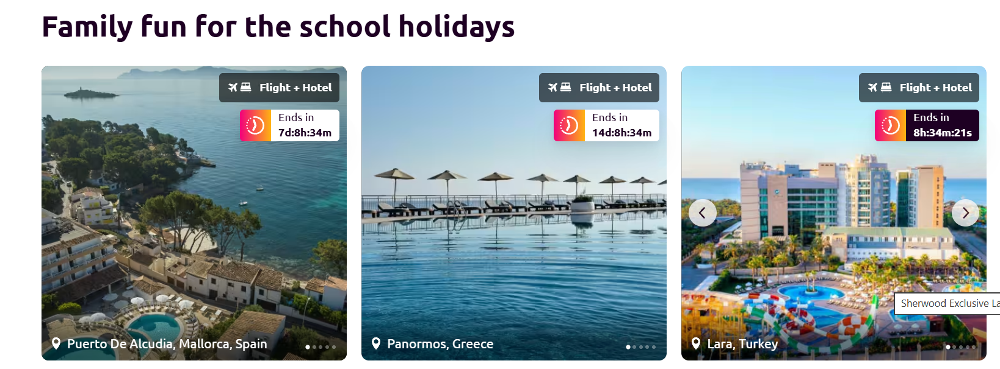 Family fun for the school holidays
Flight + Hotel
Ends in
7d:8h:34m
Puerto De Alcudia, Mallorca, Spain
Flight + Hotel
Ends in
14d:8h:34m
Panormos, Greece
Flight + Hotel
Ends in
8h:34m:21s
Sherwood Exclusive La
Lara, Turkey